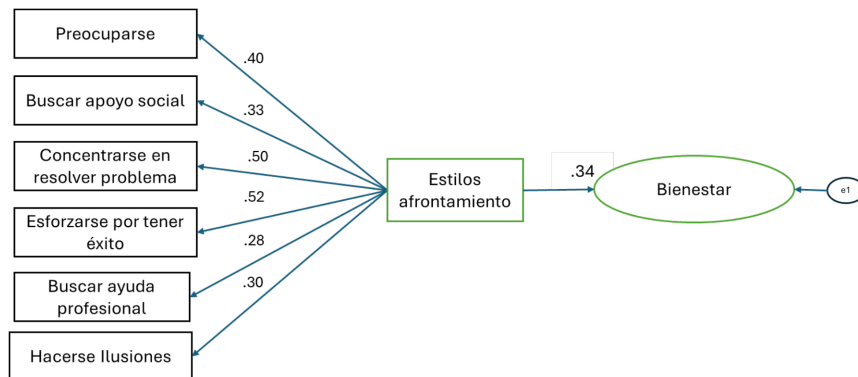 Preocuparse
Buscar apoyo social
Concentrarse en
resolver problema
Esforzarse por tener
éxito
Buscar ayuda
profesional
Hacerse Ilusiones
.40
.33
.50
.52
.28
.30
Estilos
afrontamiento
.34
Bienestar
e1